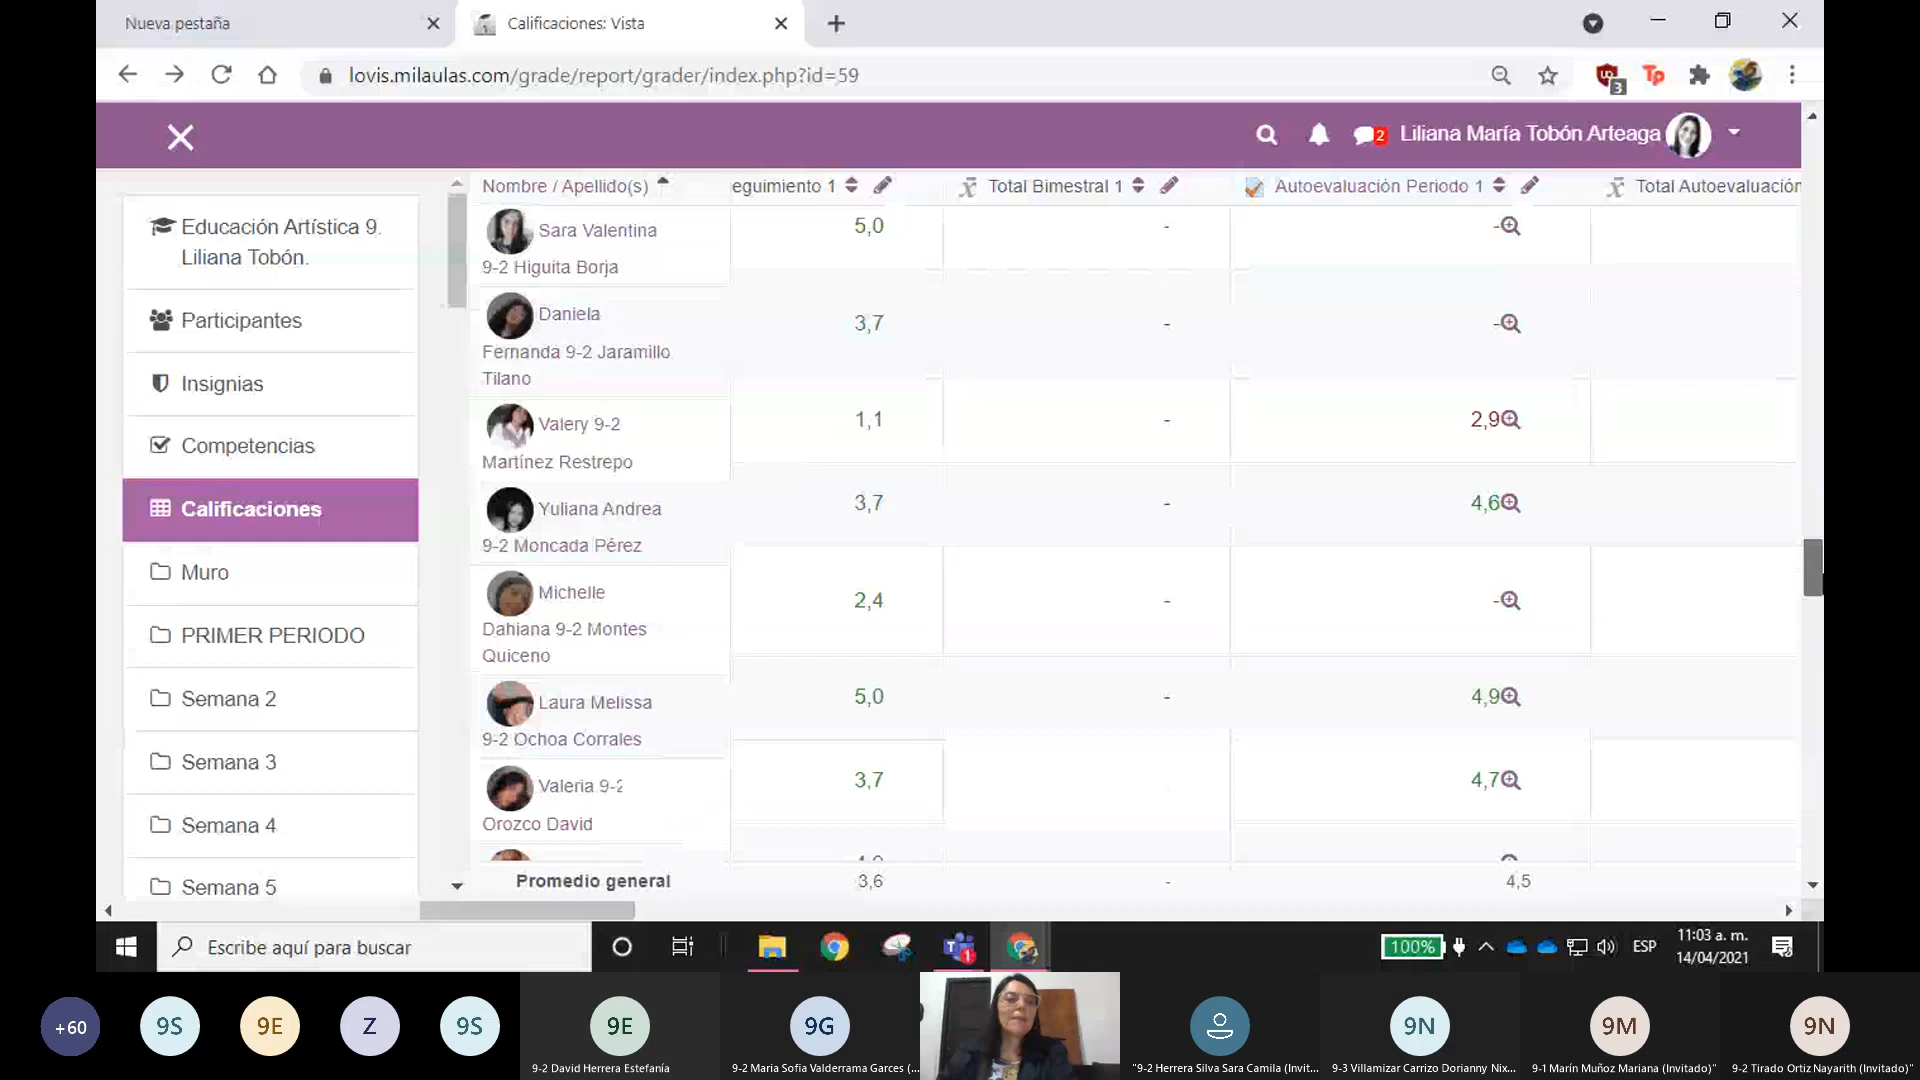 Nueva pestaña
Calificaciones: Vista
lovis.milaulas.com/grade/report/grader/index.php?id=59
3
Tp
2
Liliana María Tobón Arteaga
Nombre / Apellido(s)
eguimiento 1
Total Bimestral 1
Autoevaluación Periodo 1
Total Autoevaluación
Educación Artística 9.
Liliana Tobón.
Participantes
Insignias
Competencias
Calificaciones
Muro
PRIMER PERIODO
Semana 2
Semana 3
Semana 4
Semana 5
Sara Valentina
9-2 Higuita Borja
5,0 - -
Daniela
Fernanda 9-2 Jaramillo
Tilano
3,7 - -
Valery 9-2
Martínez Restrepo
1,1 - 2,9
Yuliana Andrea
9-2 Moncada Pérez
3,7 - 4,6
Michelle
Dahiana 9-2 Montes
Quiceno
2,4 - -
Laura Melissa
9-2 Ochoa Corrales
5,0 - 4,9
Valeria 9-2
Orozco David
3,7 4,7
Promedio general 3,6 - 4,5
Escribe aquí para buscar
1
100%
ESP
11:03 a. m.
14/04/2021
+60
9S
9E
Z
9S
9E
9G
9N
9M
9N
9-2 David Herrera Estefanía
9-2 Maria Sofia Valderrama Garces (...
"9-2 Herrera Silva Sara Camila (Invit...
9-3 Villamizar Carrizo Dorianny Nix...
9-1 Marín Muñoz Mariana (Invitado)"
9-2 Tirado Ortiz Nayarith (Invitado)"